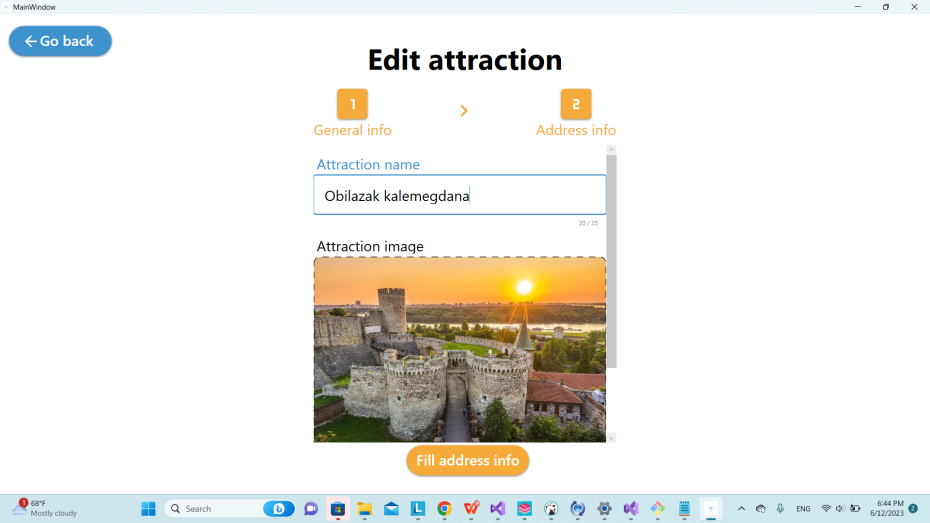 MainWindow
Go back
Edit attraction
1
2
General info
Address info
Attraction name
Obilazak kalemegdana
20 / 25
Attraction image
Fill address info
1
68°F
Mostly cloudy
Search
ENG
6:44 PM
6/12/2023
2